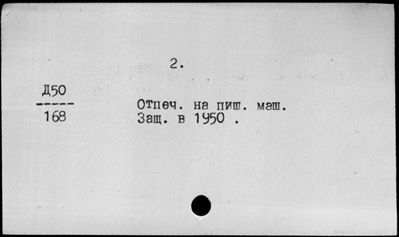 2.
Д50
-----
168
Отпеч. на пиш. маш.
Защ. в 1950 .